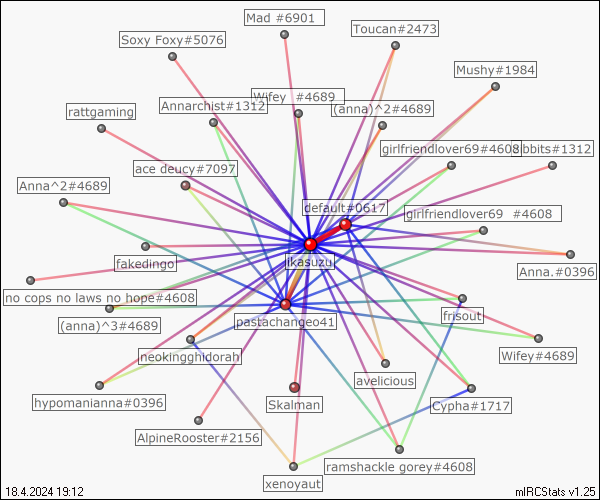 Mad #6901
Toucan#2473
Soxy Foxy#5076
Mushy#1984
Wifey  #4689
Annarchist#1312
(anna)^2#4689
rattgaming
girlfriendlover69#4608
bbits#1312
ace deucy#7097
Anna^2#4689
default#0617
girlfriendlover69  #4608
jkasuzu
fakedingo
Anna.#0396
no cops no laws no hope#4608
frisout
pastachangeo41
(anna)^3#4689
neokingghdorah
Wifey#4689
avelicious
hypomanianna#0396
Skalman
Cypha#1717
AlpineRooster#2156
ramshackle gorey#4608
xenoyaut
18.4.2024 19:12
mIRCStats v1.25